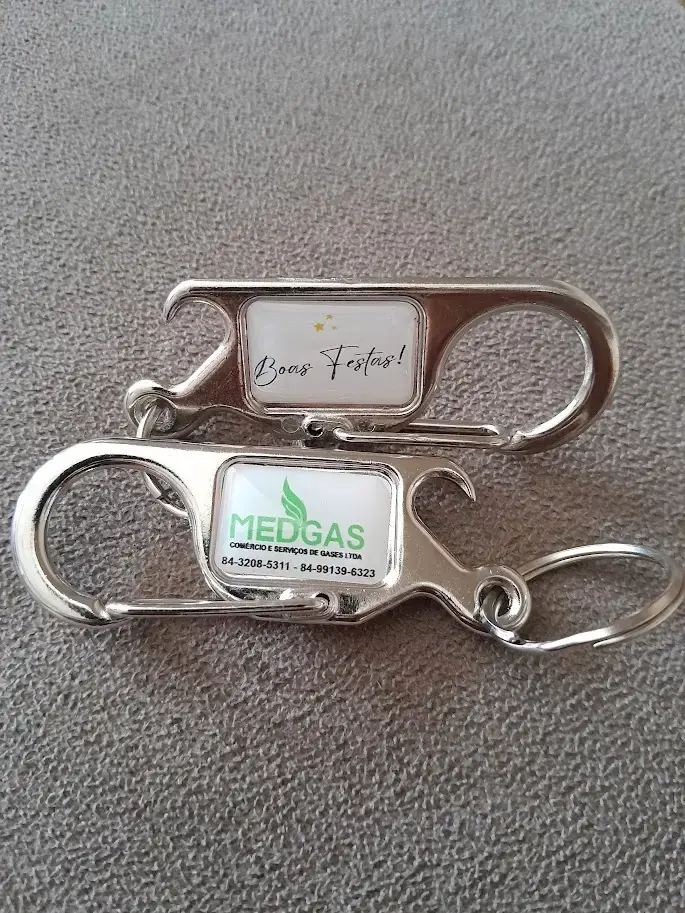 Boas Festas!
MEDGAS
COMÉRCIO E SERVIÇOS DE GASES LTDA
84-3208-5311 - 84-99139-6323